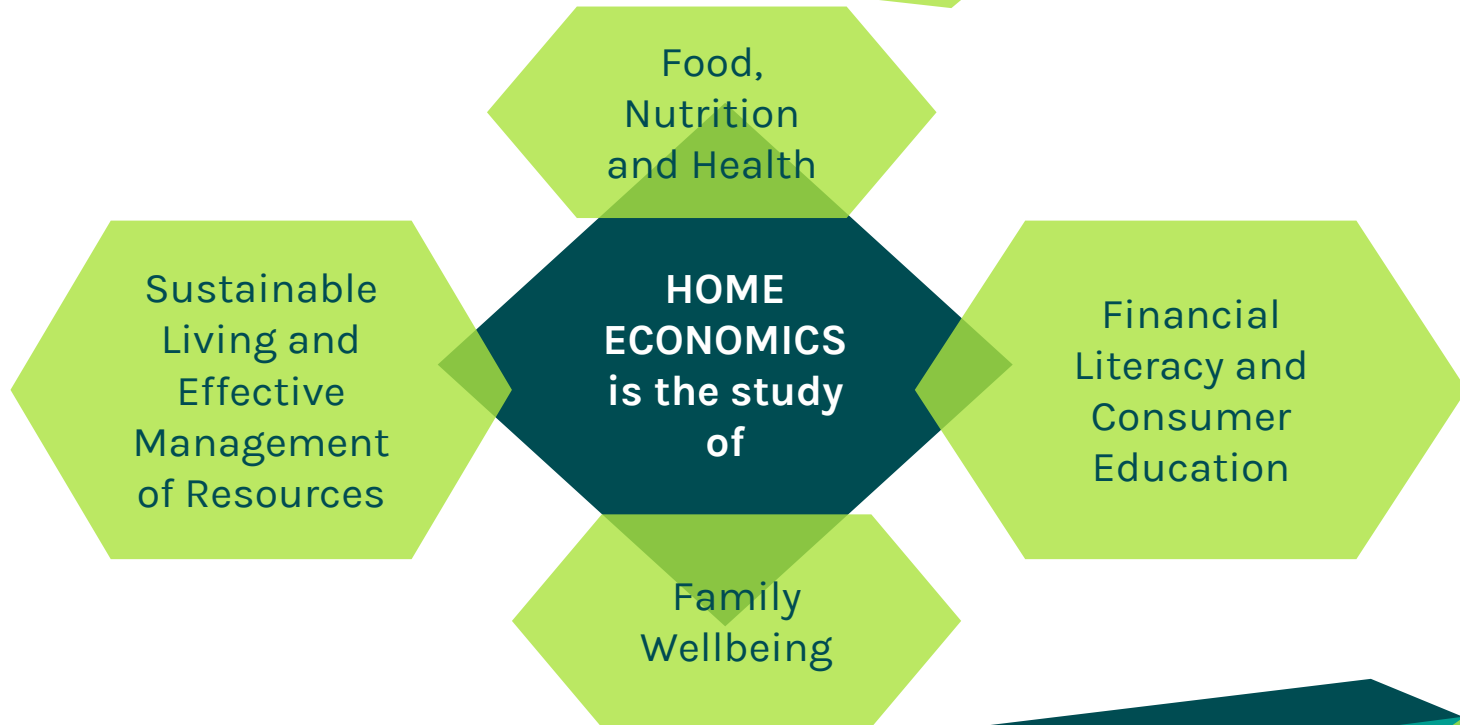 Food,
Nutrition
and Health
Sustainable
Living and
Effective
Management
of Resources
HOME
ECONOMICS
is the study
of
Financial
Literacy and
Consumer
Education
Family
Wellbeing